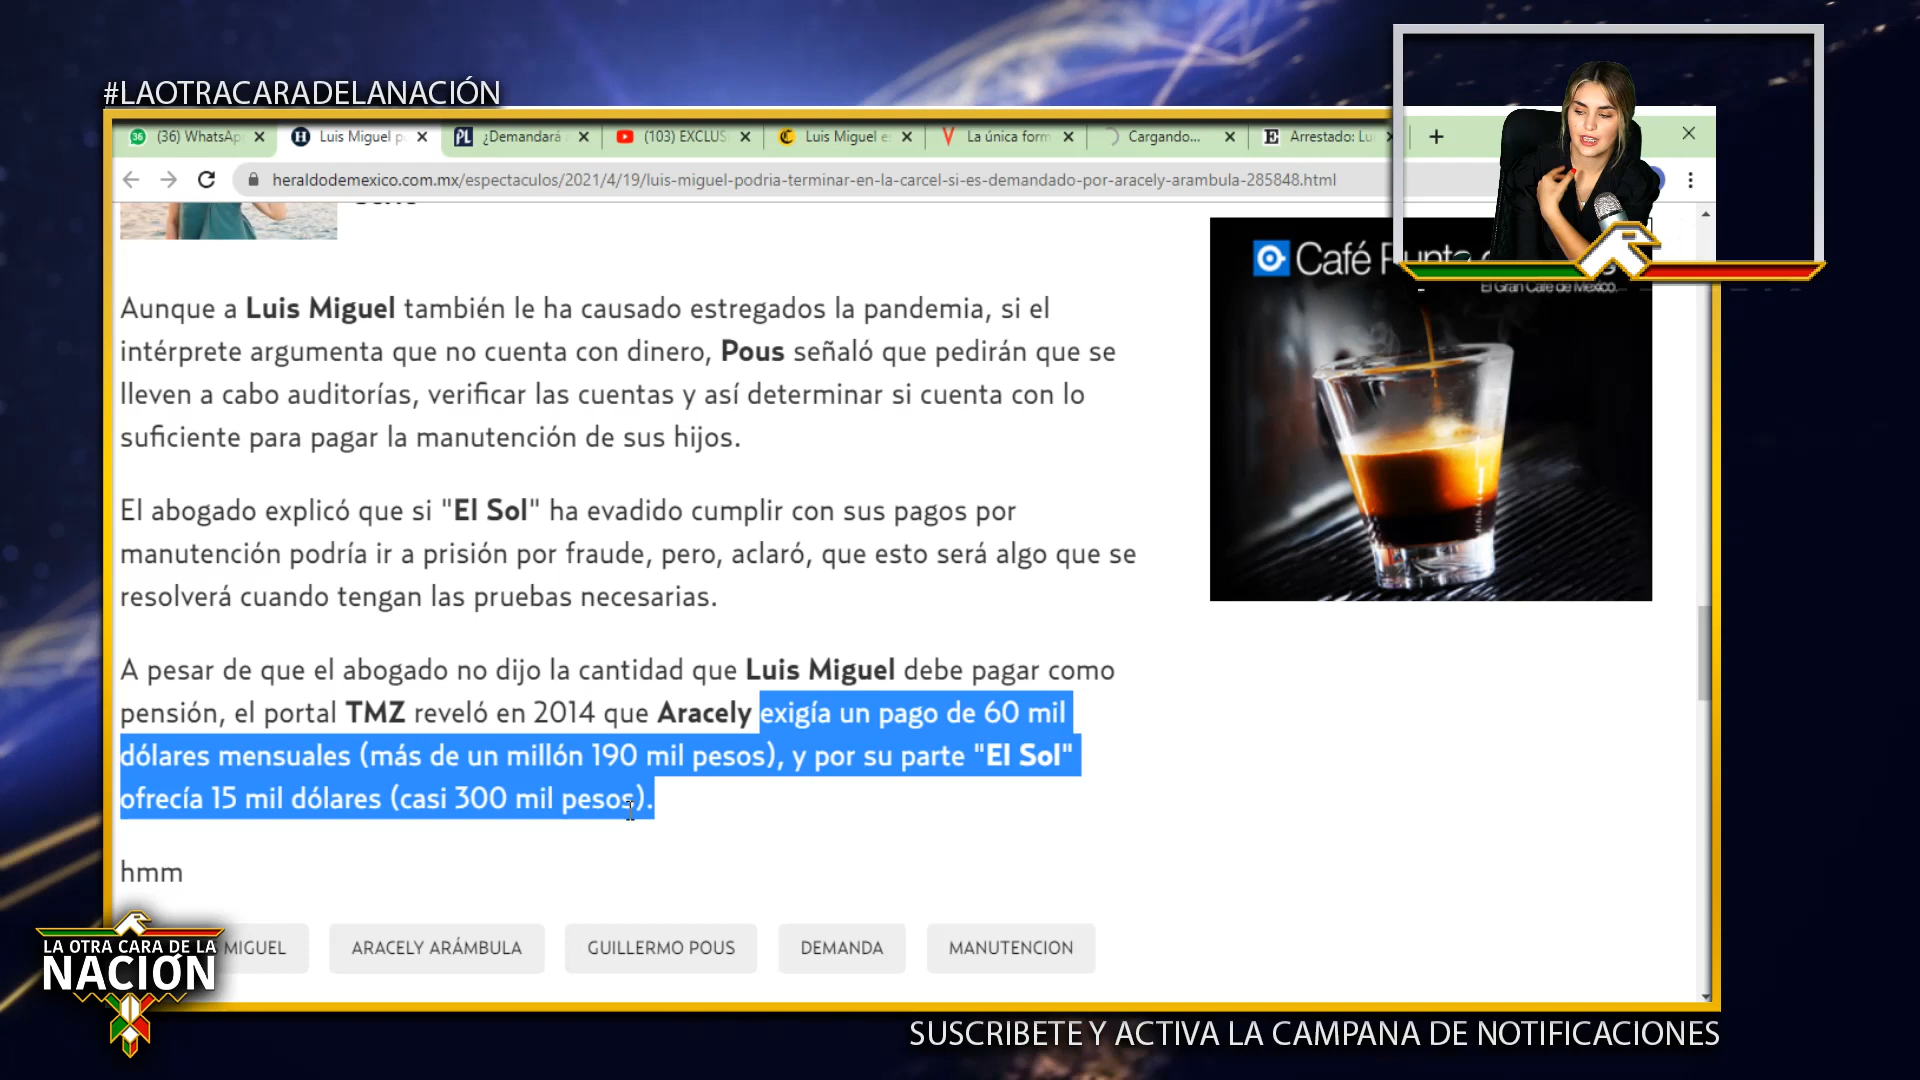 #LAOTRACARADELANACIÓN
(36) WhatsAp
Luis Miguel p
¿Demandará
(103) EXCLUS
Luis Miguel e
La única form
Cargando...
Arrestado: Lu
heraldodemexico.com.mx/espectaculos/2021/4/19/luis-miguel-podria-terminar-en-la-carcel-si-es-demandado-por-aracely-arambula-285848.html
Café Punta
El Gran Café de México.
Aunque a Luis Miguel también le ha causado estregados la pandemia, si el
intérprete argumenta que no cuenta con dinero, Pous señaló que pedirán que se
lleven a cabo auditorías, verificar las cuentas y así determinar si cuenta con lo
suficiente para pagar la manutención de sus hijos.
El abogado explicó que si "El Sol" ha evadido cumplir con sus pagos por
manutención podría ir a prisión por fraude, pero, aclaró, que esto será algo que se
resolverá cuando tengan las pruebas necesarias.
A pesar de que el abogado no dijo la cantidad que Luis Miguel debe pagar como
pensión, el portal TMZ reveló en 2014 que Aracely exigía un pago de 60 mil
dólares mensuales (más de un millón 190 mil pesos), y por su parte "El Sol"
ofrecía 15 mil dólares (casi 300 mil pesos).
hmm
MIGUEL
ARACELY ARÁMBULA
GUILLERMO POUS
DEMANDA
MANUTENCION
LA OTRA CARA DE LA
NACIÓN
SUSCRIBETE Y ACTIVA LA CAMPANA DE NOTIFICACIONES